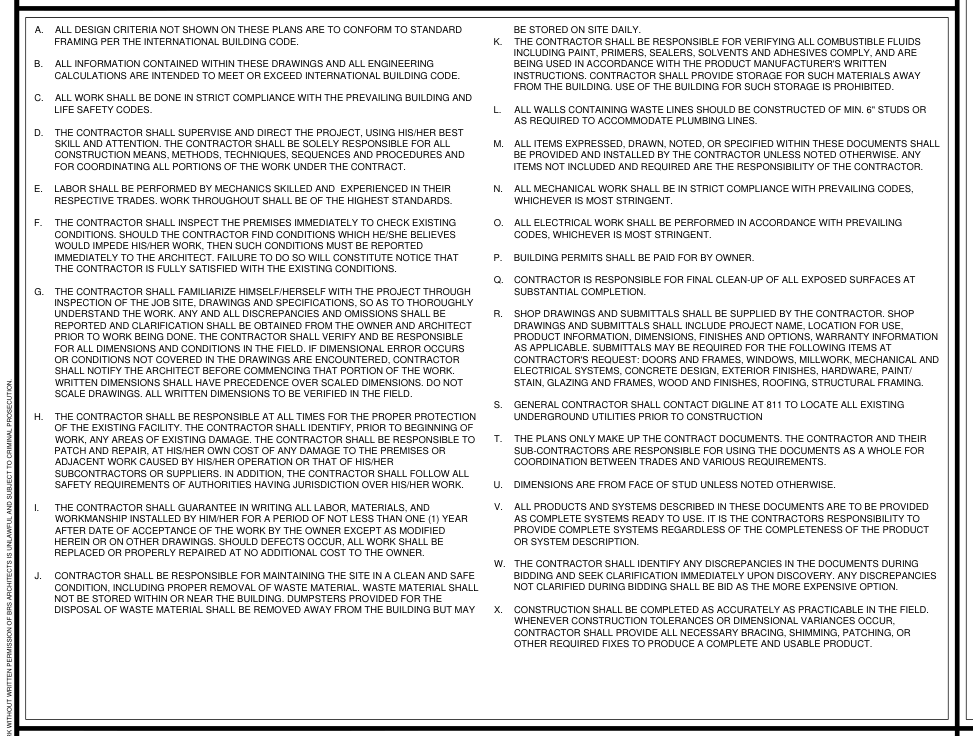 A. ALL DESIGN CRITERIA NOT SHOWN ON THESE PLANS ARE TO CONFORM TO STANDARD
FRAMING PER THE INTERNATIONAL BUILDING CODE.
B. ALL INFORMATION CONTAINED WITHIN THESE DRAWINGS AND ALL ENGINEERING
CALCULATIONS ARE INTENDED TO MEET OR EXCEED INTERNATIONAL BUILDING CODE.
C. ALL WORK SHALL BE DONE IN STRICT COMPLIANCE WITH THE PREVAILING BUILDING AND
LIFE SAFETY CODES.
D. THE CONTRACTOR SHALL SUPERVISE AND DIRECT THE PROJECT, USING HIS/HER BEST
SKILL AND ATTENTION. THE CONTRACTOR SHALL BE SOLELY RESPONSIBLE FOR ALL
CONSTRUCTION MEANS, METHODS, TECHNIQUES, SEQUENCES AND PROCEDURES AND
FOR COORDINATING ALL PORTIONS OF THE WORK UNDER THE CONTRACT.
E. LABOR SHALL BE PERFORMED BY MECHANICS SKILLED AND EXPERIENCED IN THEIR
RESPECTIVE TRADES. WORK THROUGHOUT SHALL BE OF THE HIGHEST STANDARDS.
F. THE CONTRACTOR SHALL INSPECT THE PREMISES IMMEDIATELY TO CHECK EXISTING
CONDITIONS. SHOULD THE CONTRACTOR FIND CONDITIONS WHICH HE/SHE BELIEVES
WOULD IMPEDE HIS/HER WORK, THEN SUCH CONDITIONS MUST BE REPORTED
IMMEDIATELY TO THE ARCHITECT. FAILURE TO DO SO WILL CONSTITUTE NOTICE THAT
THE CONTRACTOR IS FULLY SATISFIED WITH THE EXISTING CONDITIONS.
G. THE CONTRACTOR SHALL FAMILIARIZE HIMSELF/HERSELF WITH THE PROJECT THROUGH
INSPECTION OF THE JOB SITE, DRAWINGS AND SPECIFICATIONS, SO AS TO THOROUGHLY
UNDERSTAND THE WORK. ANY AND ALL DISCREPANCIES AND OMISSIONS SHALL BE
REPORTED AND CLARIFICATION SHALL BE OBTAINED FROM THE OWNER AND ARCHITECT
PRIOR TO WORK BEING DONE. THE CONTRACTOR SHALL VERIFY AND BE RESPONSIBLE
FOR ALL DIMENSIONS AND CONDITIONS IN THE FIELD. IF DIMENSIONAL ERROR OCCURS
OR CONDITIONS NOT COVERED IN THE DRAWINGS ARE ENCOUNTERED, CONTRACTOR
SHALL NOTIFY THE ARCHITECT BEFORE COMMENCING THAT PORTION OF THE WORK.
WRITTEN DIMENSIONS SHALL HAVE PRECEDENCE OVER SCALED DIMENSIONS. DO NOT
SCALE DRAWINGS. ALL WRITTEN DIMENSIONS TO BE VERIFIED IN THE FIELD.
H. THE CONTRACTOR SHALL BE RESPONSIBLE AT ALL TIMES FOR THE PROPER PROTECTION
OF THE EXISTING FACILITY. THE CONTRACTOR SHALL IDENTIFY, PRIOR TO BEGINNING OF
WORK, ANY AREAS OF EXISTING DAMAGE. THE CONTRACTOR SHALL BE RESPONSIBLE TO
PATCH AND REPAIR, AT HIS/HER OWN COST OF ANY DAMAGE TO THE PREMISES OR
ADJACENT WORK CAUSED BY HIS/HER OPERATION OR THAT OF HIS/HER
SUBCONTRACTORS OR SUPPLIERS. IN ADDITION, THE CONTRACTOR SHALL FOLLOW ALL
SAFETY REQUIREMENTS OF AUTHORITIES HAVING JURISDICTION OVER HIS/HER WORK.
I. THE CONTRACTOR SHALL GUARANTEE IN WRITING ALL LABOR, MATERIALS, AND
WORKMANSHIP INSTALLED BY HIM/HER FOR A PERIOD OF NOT LESS THAN ONE (1) YEAR
AFTER DATE OF ACCEPTANCE OF THE WORK BY THE OWNER EXCEPT AS MODIFIED
HEREIN OR ON OTHER DRAWINGS. SHOULD DEFECTS OCCUR, ALL WORK SHALL BE
REPLACED OR PROPERLY REPAIRED AT NO ADDITIONAL COST TO THE OWNER.
J. CONTRACTOR SHALL BE RESPONSIBLE FOR MAINTAINING THE SITE IN A CLEAN AND SAFE
CONDITION, INCLUDING PROPER REMOVAL OF WASTE MATERIAL. WASTE MATERIAL SHALL
NOT BE STORED WITHIN OR NEAR THE BUILDING. DUMPSTERS PROVIDED FOR THE
DISPOSAL OF WASTE MATERIAL SHALL BE REMOVED AWAY FROM THE BUILDING BUT MAY
BE STORED ON SITE DAILY.
K. THE CONTRACTOR SHALL BE RESPONSIBLE FOR VERIFYING ALL COMBUSTIBLE FLUIDS
INCLUDING PAINT, PRIMERS, SEALERS, SOLVENTS AND ADHESIVES COMPLY, AND ARE
BEING USED IN ACCORDANCE WITH THE PRODUCT MANUFACTURER'S WRITTEN
INSTRUCTIONS. CONTRACTOR SHALL PROVIDE STORAGE FOR SUCH MATERIALS AWAY
FROM THE BUILDING. USE OF THE BUILDING FOR SUCH STORAGE IS PROHIBITED.
L. ALL WALLS CONTAINING WASTE LINES SHOULD BE CONSTRUCTED OF MIN. 6" STUDS OR
AS REQUIRED TO ACCOMMODATE PLUMBING LINES.
M. ALL ITEMS EXPRESSED, DRAWN, NOTED, OR SPECIFIED WITHIN THESE DOCUMENTS SHALL
BE PROVIDED AND INSTALLED BY THE CONTRACTOR UNLESS NOTED OTHERWISE. ANY
ITEMS NOT INCLUDED AND REQUIRED ARE THE RESPONSIBILITY OF THE CONTRACTOR.
N. ALL MECHANICAL WORK SHALL BE IN STRICT COMPLIANCE WITH PREVAILING CODES,
WHICHEVER IS MOST STRINGENT.
O. ALL ELECTRICAL WORK SHALL BE PERFORMED IN ACCORDANCE WITH PREVAILING
CODES, WHICHEVER IS MOST STRINGENT.
P. BUILDING PERMITS SHALL BE PAID FOR BY OWNER.
Q. CONTRACTOR IS RESPONSIBLE FOR FINAL CLEAN-UP OF ALL EXPOSED SURFACES AT
SUBSTANTIAL COMPLETION.
R. SHOP DRAWINGS AND SUBMITTALS SHALL BE SUPPLIED BY THE CONTRACTOR. SHOP
DRAWINGS AND SUBMITTALS SHALL INCLUDE PROJECT NAME, LOCATION FOR USE,
PRODUCT INFORMATION, DIMENSIONS, FINISHES AND OPTIONS, WARRANTY INFORMATION
AS APPLICABLE. SUBMITTALS MAY BE REQUIRED FOR THE FOLLOWING ITEMS AT
CONTRACTOR'S REQUEST: DOORS AND FRAMES, WINDOWS, MILLWORK, MECHANICAL AND
ELECTRICAL SYSTEMS, CONCRETE DESIGN, EXTERIOR FINISHES, HARDWARE, PAINT/
STAIN, GLAZING AND FRAMES, WOOD AND FINISHES, ROOFING, STRUCTURAL FRAMING.
S. GENERAL CONTRACTOR SHALL CONTACT DIGLINE AT 811 TO LOCATE ALL EXISTING
UNDERGROUND UTILITIES PRIOR TO CONSTRUCTION
T. THE PLANS ONLY MAKE UP THE CONTRACT DOCUMENTS. THE CONTRACTOR AND THEIR
SUB-CONTRACTORS ARE RESPONSIBLE FOR USING THE DOCUMENTS AS A WHOLE FOR
COORDINATION BETWEEN TRADES AND VARIOUS REQUIREMENTS.
U. DIMENSIONS ARE FROM FACE OF STUD UNLESS NOTED OTHERWISE.
V. ALL PRODUCTS AND SYSTEMS DESCRIBED IN THESE DOCUMENTS ARE TO BE PROVIDED
AS COMPLETE SYSTEMS READY TO USE. IT IS THE CONTRACTORS RESPONSIBILITY TO
PROVIDE COMPLETE SYSTEMS REGARDLESS OF THE COMPLETENESS OF THE PRODUCT
OR SYSTEM DESCRIPTION.
W. THE CONTRACTOR SHALL IDENTIFY ANY DISCREPANCIES IN THE DOCUMENTS DURING
BIDDING AND SEEK CLARIFICATION IMMEDIATELY UPON DISCOVERY. ANY DISCREPANCIES
NOT CLARIFIED DURING BIDDING SHALL BE BID AS THE MORE EXPENSIVE OPTION.
X. CONSTRUCTION SHALL BE COMPLETED AS ACCURATELY AS PRACTICABLE IN THE FIELD.
WHENEVER CONSTRUCTION TOLERANCES OR DIMENSIONAL VARIANCES OCCUR,
CONTRACTOR SHALL PROVIDE ALL NECESSARY BRACING, SHIMMING, PATCHING, OR
OTHER REQUIRED FIXES TO PRODUCE A COMPLETE AND USABLE PRODUCT.
WITHOUT WRITTEN PERMISSION OF BRS ARCHITECTS IS UNLAWFUL AND SUBJECT TO CRIMINAL PROSECUTION.